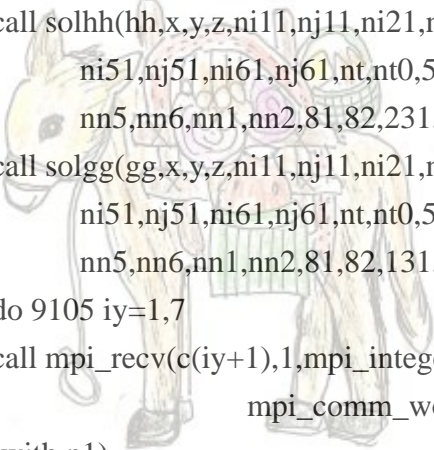 call solhh(hh,x,y,z,ni11,nj11,ni21,n
ni51,nj51,ni61,nj61,nt,nt0,5
nn5,nn6,nn1,nn2,81,82,231
call solgg(gg,x,y,z,ni11,nj11,ni21,n
ni51,nj51,ni61,nj61,nt,nt0,5
nn5,nn6,nn1,nn2,81,82,131
do 9105 iy=1,7
call mpi_recv(c(iy+1),1,mpi_intege
mpi_comm_wo